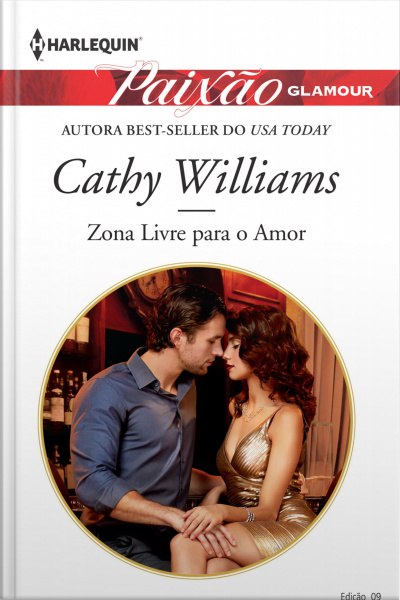 HARLEQUIN®
Paixão GLAMOUR
AUTORA BEST-SELLER DO USA TODAY
Cathy Williams
Zona Livre para o Amor
Edição 09